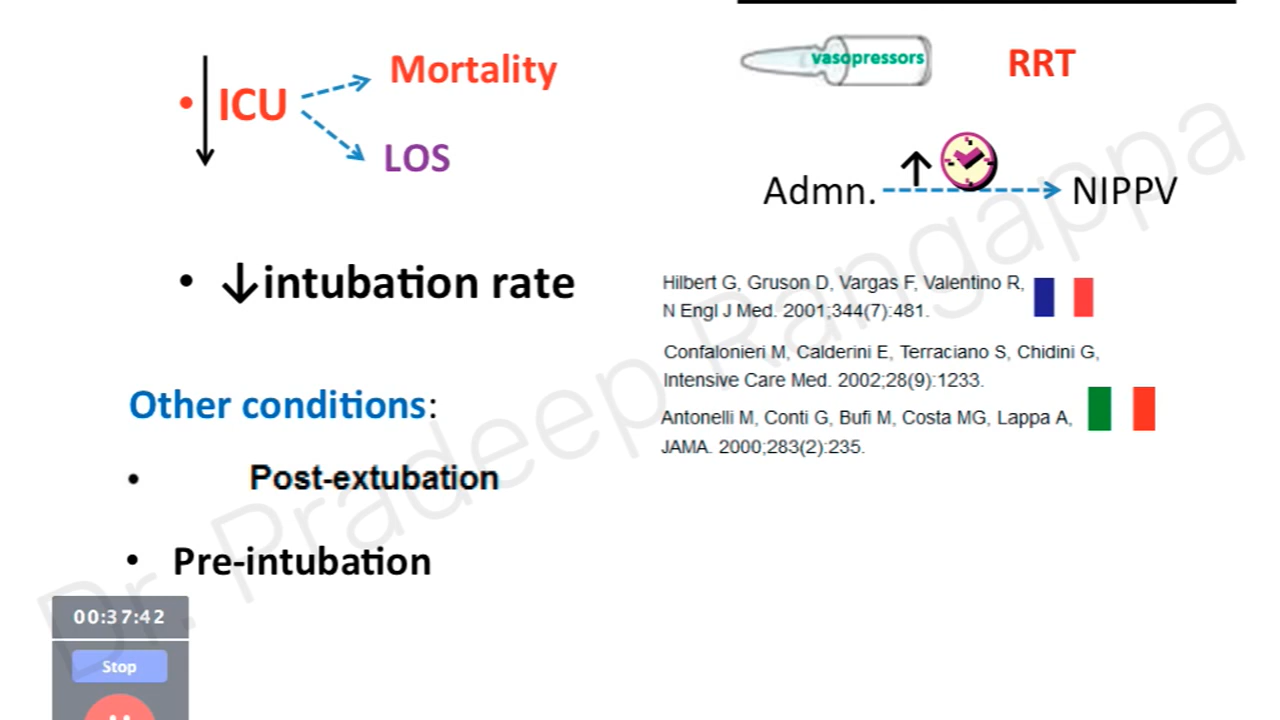 • ICU
Mortality
LOS
• ↓intubation rate
Other conditions:
• Post-extubation
• Pre-intubation
vasopressors
RRT
Admn.
↑
NIPPV
Hilbert G, Gruson D, Vargas F, Valentino R,
N Engl J Med. 2001;344(7):481.
Confalonieri M, Calderini E, Terraciano S, Chidini G,
Intensive Care Med. 2002;28(9):1233.
Antonelli M, Conti G, Bufi M, Costa MG, Lappa A,
JAMA. 2000;283(2):235.
Dr. Pradeep Rangappa
00:37:42
Stop